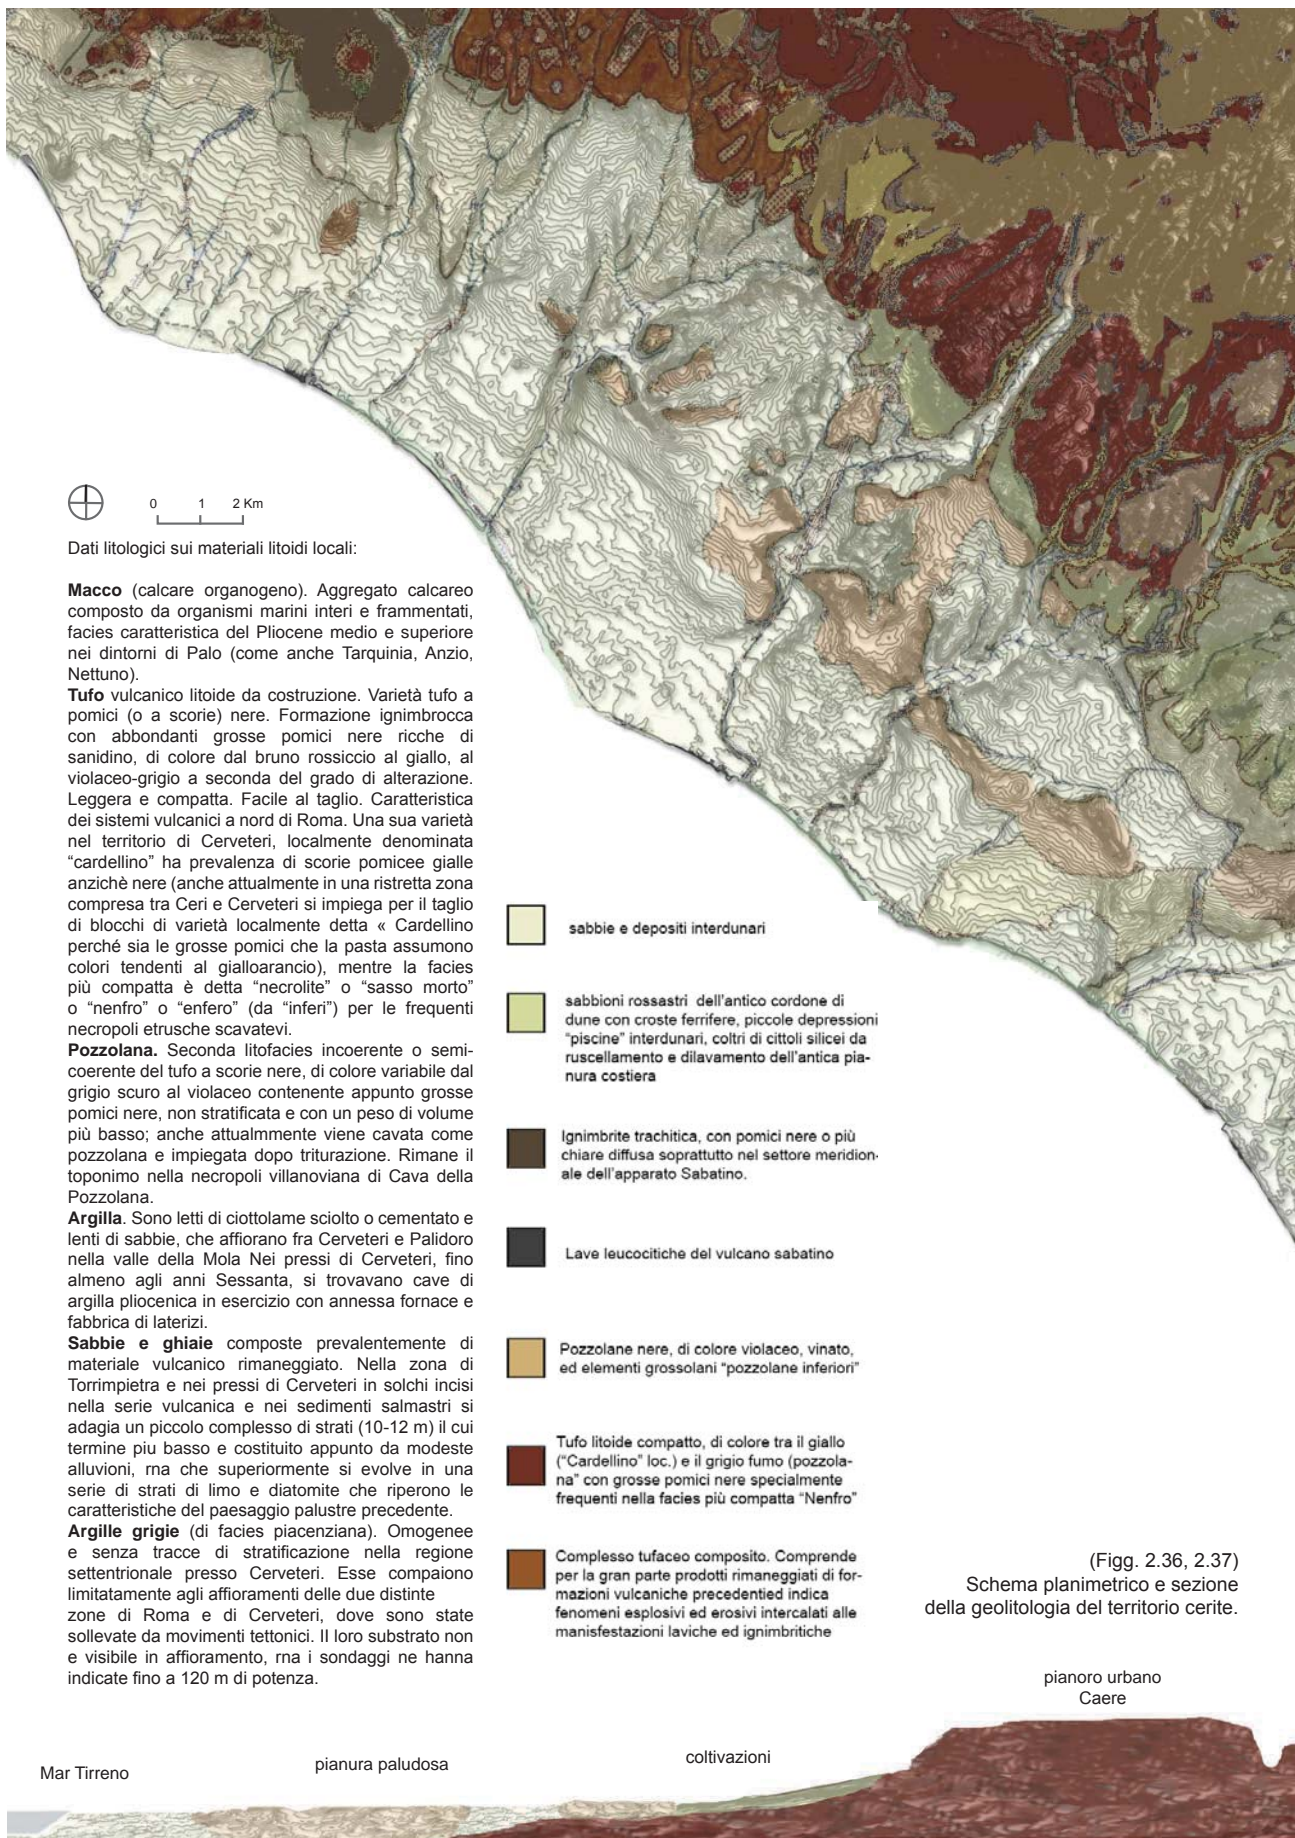 0 1 2 Km
Dati litologici sui materiali litoidi locali:
Macco (calcare organogeno). Aggregato calcareo
composto da organismi marini interi e frammentati,
facies caratteristica del Pliocene medio e superiore
nei dintorni di Palo (come anche Tarquinia, Anzio,
Nettuno).
Tufo vulcanico litoide da costruzione. Varietà tufo a
pomici (o a scorie) nere. Formazione ignimbrocca
con abbondanti grosse pomici nere ricche di
sanidino, di colore dal bruno rossiccio al giallo, al
violaceo-grigio a seconda del grado di alterazione.
Leggera e compatta. Facile al taglio. Caratteristica
dei sistemi vulcanici a nord di Roma. Una sua varietà
nel territorio di Cerveteri, localmente denominata
“cardellino” ha prevalenza di scorie pomicee gialle
anzichè nere (anche attualmente in una ristretta zona
compresa tra Ceri e Cerveteri si impiega per il taglio
di blocchi di varietà localmente detta « Cardellino
perché sia le grosse pomici che la pasta assumono
colori tendenti al gialloarancio), mentre la facies
più compatta è detta “necrolite” o “sasso morto”
o “nenfro” o “enfero” (da “inferi”) per le frequenti
necropoli etrusche scavatevi.
Pozzolana. Seconda litofacies incoerente o semi-
coerente del tufo a scorie nere, di colore variabile dal
grigio scuro al violaceo contenente appunto grosse
pomici nere, non stratificata e con un peso di volume
più basso; anche attualmmente viene cavata come
pozzolana e impiegata dopo triturazione. Rimane il
toponimo nella necropoli villanoviana di Cava della
Pozzolana.
Argilla. Sono letti di ciottolame sciolto o cementato e
lenti di sabbie, che affiorano fra Cerveteri e Palidoro
nella valle della Mola Nei pressi di Cerveteri, fino
almeno agli anni Sessanta, si trovavano cave di
argilla pliocenica in esercizio con annessa fornace e
fabbrica di laterizi.
Sabbie e ghiaie composte prevalentemente di
materiale vulcanico rimaneggiato. Nella zona di
Torrimpietra e nei pressi di Cerveteri in solchi incisi
nella serie vulcanica e nei sedimenti salmastri si
adagia un piccolo complesso di strati (10-12 m) il cui
termine piu basso e costituito appunto da modeste
alluvioni, rna che superiormente si evolve in una
serie di strati di limo e diatomite che riperono le
caratteristiche del paesaggio palustre precedente.
Argille grigie (di facies piacenziana). Omogenee
e senza tracce di stratificazione nella regione
settentrionale presso Cerveteri. Esse compaiono
limitatamente agli affioramenti delle due distinte
zone di Roma e di Cerveteri, dove sono state
sollevate da movimenti tettonici. Il loro substrato non
e visibile in affioramento, rna i sondaggi ne hanna
indicate fino a 120 m di potenza.
sabbie e depositi interdunari
sabbioni rossastri dell'antico cordone di
dune con croste ferrifere, piccole depressioni
“piscine” interdunari, coltri di cittoli silicei da
ruscellamento e dilavamento dell'antica pia-
nura costiera
Ignimbrite trachitica, con pomici nere o più
chiare diffusa soprattutto nel settore meridion-
ale dell'apparato Sabatino.
Lave leucocitiche del vulcano sabatino
Pozzolane nere, di colore violaceo, vinato,
ed elementi grossolani “pozzolane inferiori”
Tufo litoide compatto, di colore tra il giallo
(“Cardellino” loc.) e il grigio fumo (pozzola-
na” con grosse pomici nere specialmente
frequenti nella facies più compatta “Nenfro”
Complesso tufaceo composito. Comprende
per la gran parte prodotti rimaneggiati di for-
mazioni vulcaniche precedentied indica
fenomeni esplosivi ed erosivi intercalati alle
manisfestazioni laviche ed ignimbritiche
(Figg. 2.36, 2.37)
Schema planimetrico e sezione
della geolitologia del territorio cerite.
pianoro urbano
Caere
coltivazioni
pianura paludosa
Mar Tirreno